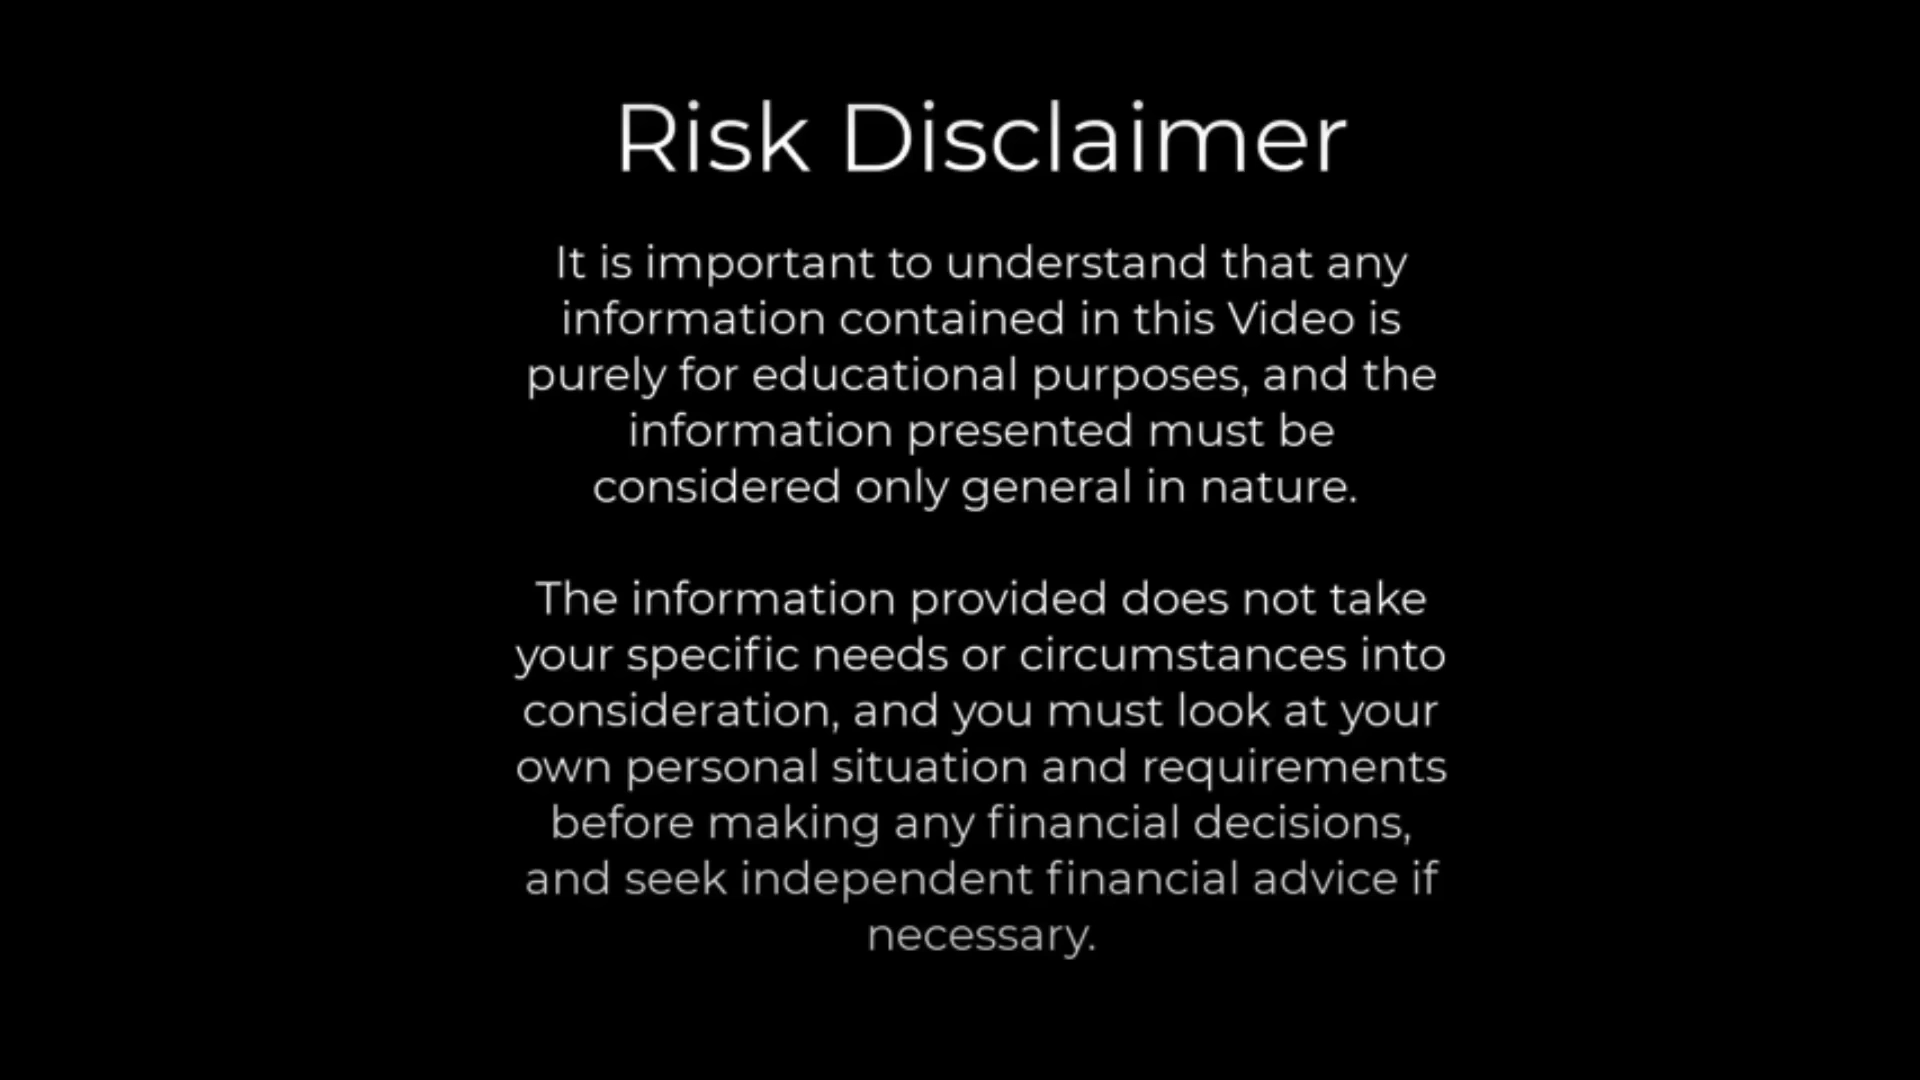 Risk Disclaimer
It is important to understand that any
information contained in this Video is
purely for educational purposes, and the
information presented must be
considered only general in nature.
The information provided does not take
your specific needs or circumstances into
consideration, and you must look at your
own personal situation and requirements
before making any financial decisions,
and seek independent financial advice if
necessary.